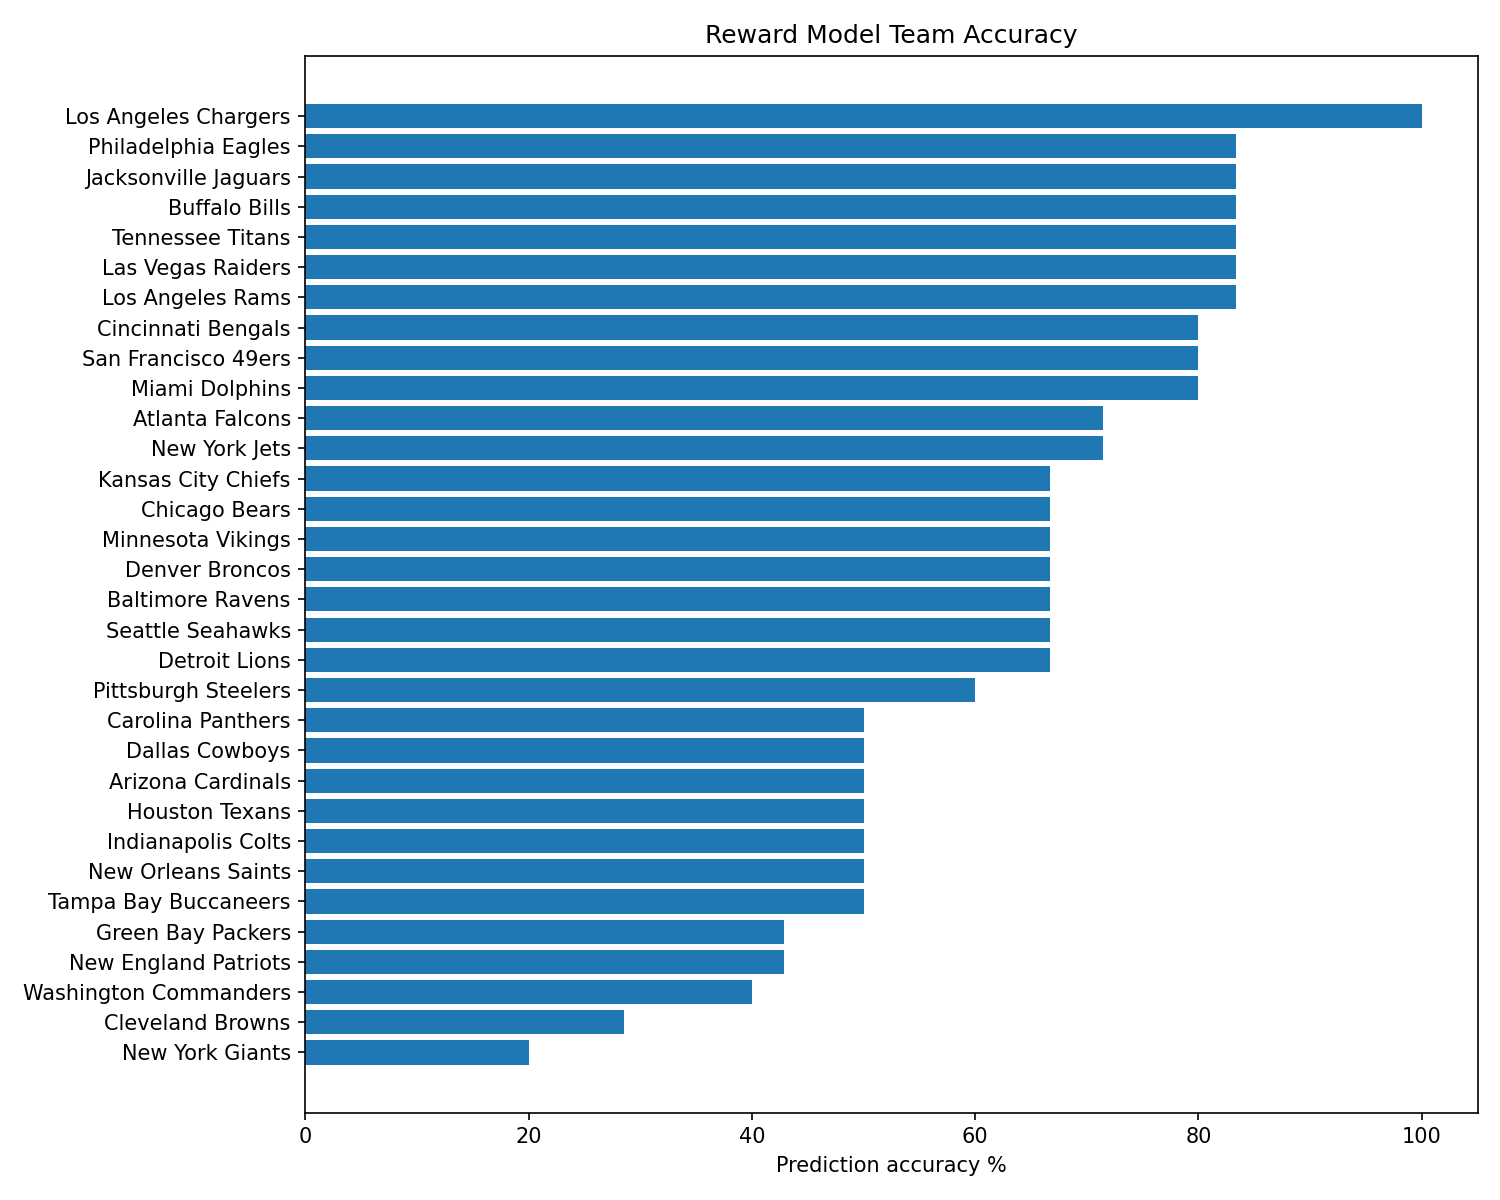 Reward Model Team Accuracy
Los Angeles Chargers
Philadelphia Eagles
Jacksonville Jaguars
Buffalo Bills
Tennessee Titans
Las Vegas Raiders
Los Angeles Rams
Cincinnati Bengals
San Francisco 49ers
Miami Dolphins
Atlanta Falcons
New York Jets
Kansas City Chiefs
Chicago Bears
Minnesota Vikings
Denver Broncos
Baltimore Ravens
Seattle Seahawks
Detroit Lions
Pittsburgh Steelers
Carolina Panthers
Dallas Cowboys
Arizona Cardinals
Houston Texans
Indianapolis Colts
New Orleans Saints
Tampa Bay Buccaneers
Green Bay Packers
New England Patriots
Washington Commanders
Cleveland Browns
New York Giants
0 20 40 60 80 100
Prediction accuracy %